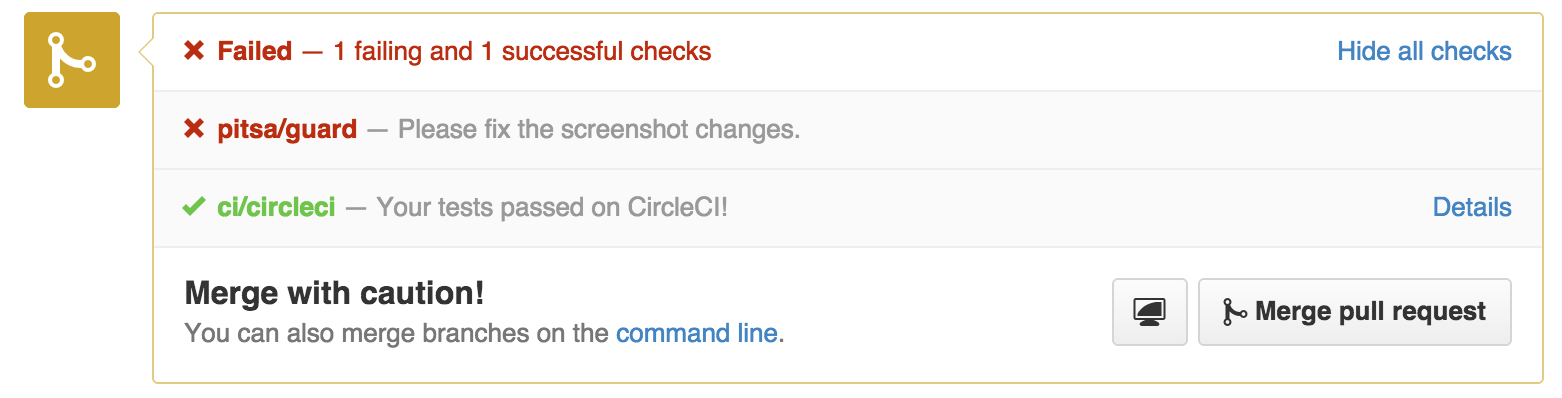 Failed — 1 failing and 1 successful checks Hide all checks
pitsa/guard — Please fix the screenshot changes.
ci/circleci — Your tests passed on CircleCI! Details
Merge with caution!
You can also merge branches on the command line.
Merge pull request